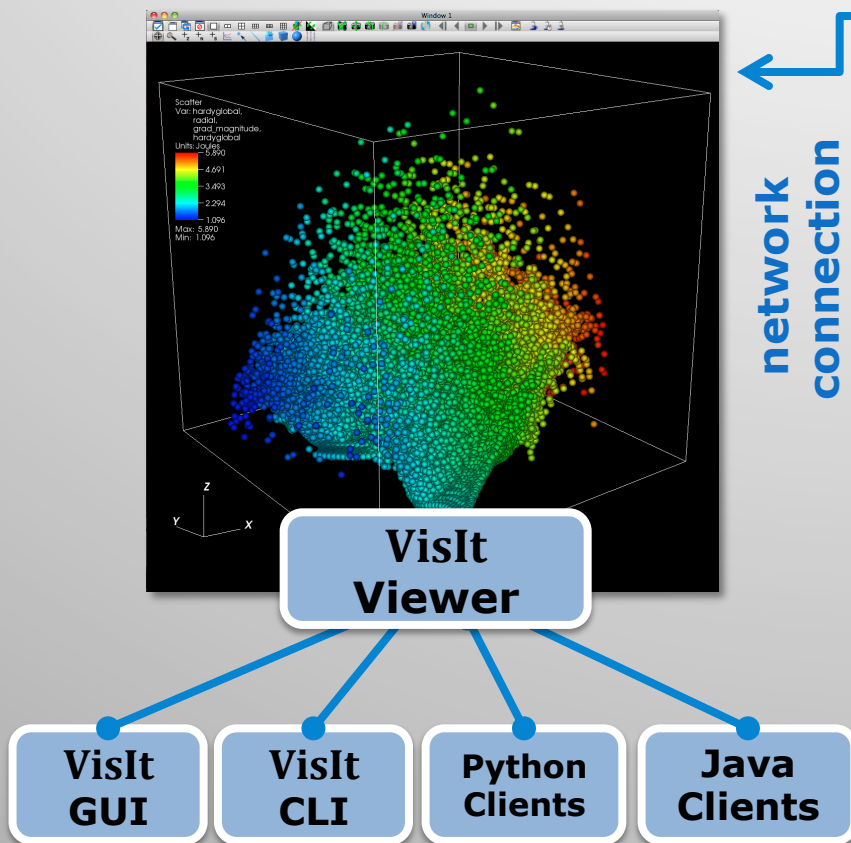 Window 1
Scatter
Var: hardyglobal,
radial,
grad_magnitude,
hardyglobal
Units: Joules
5.890
4.691
3.493
2.294
1.096
Max: 5.890
Min: 1.096
Z
Y
X
network
connection
VisIt
Viewer
VisIt
GUI
VisIt
CLI
Python
Clients
Java
Clients